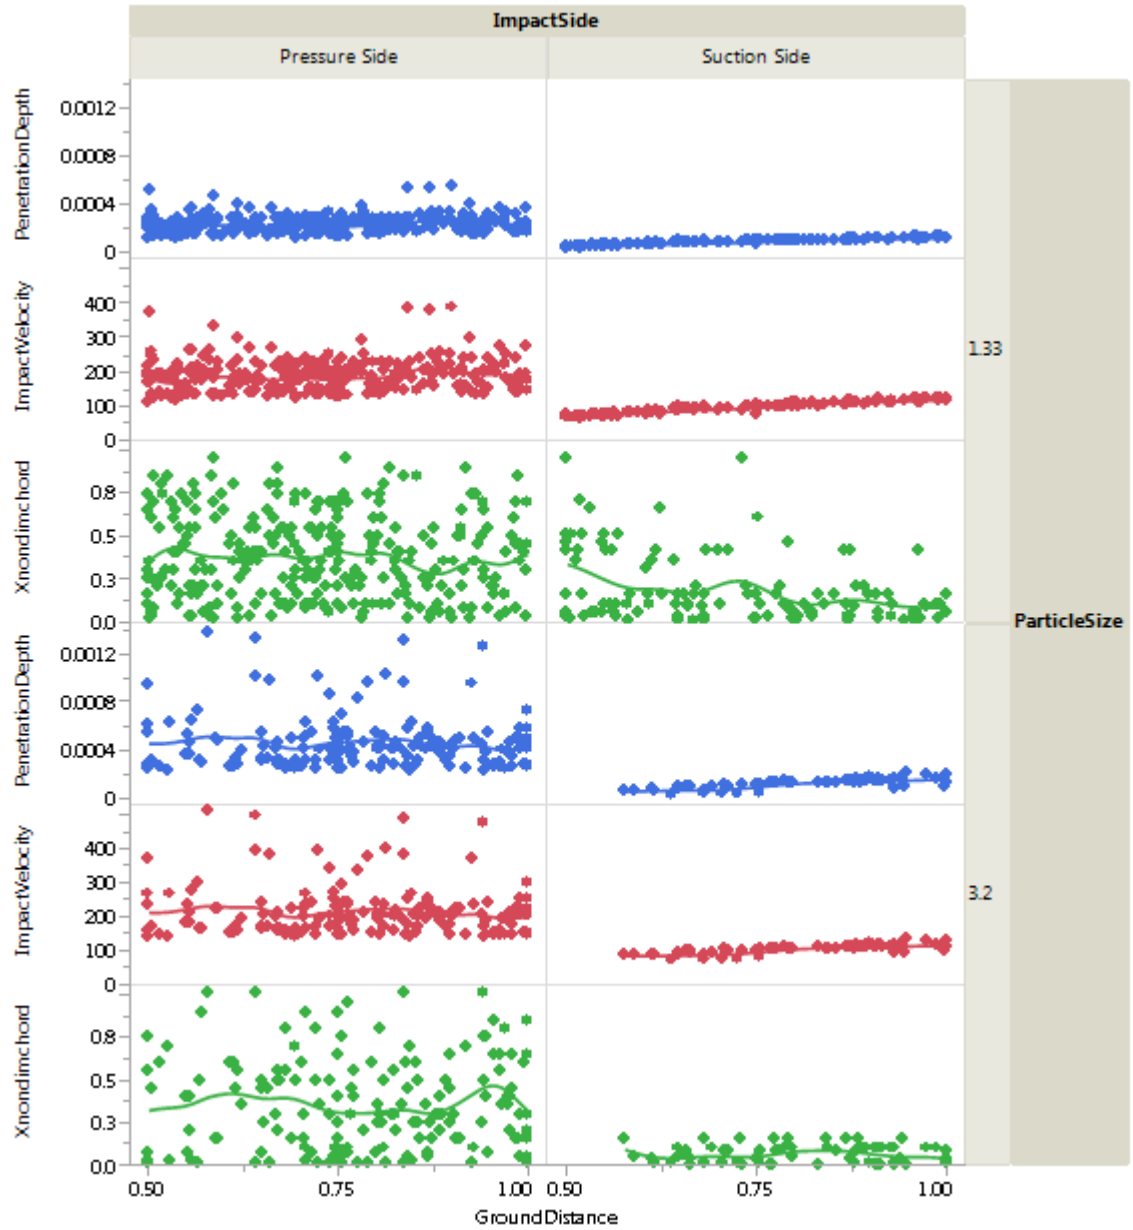 ImpactSide
Pressure Side Suction Side
PenetrationDepth
0.0012
0.0008
0.0004
0
ImpactVelocity
400
300
200
100
0
1.33
Xnondimchord
0.8
0.5
0.3
0.0
ParticleSize
PenetrationDepth
0.0012
0.0008
0.0004
0
ImpactVelocity
400
300
200
100
0
3.2
Xnondimchord
0.8
0.5
0.3
0.0
0.50 0.75 1.00 0.50 0.75 1.00
GroundDistance